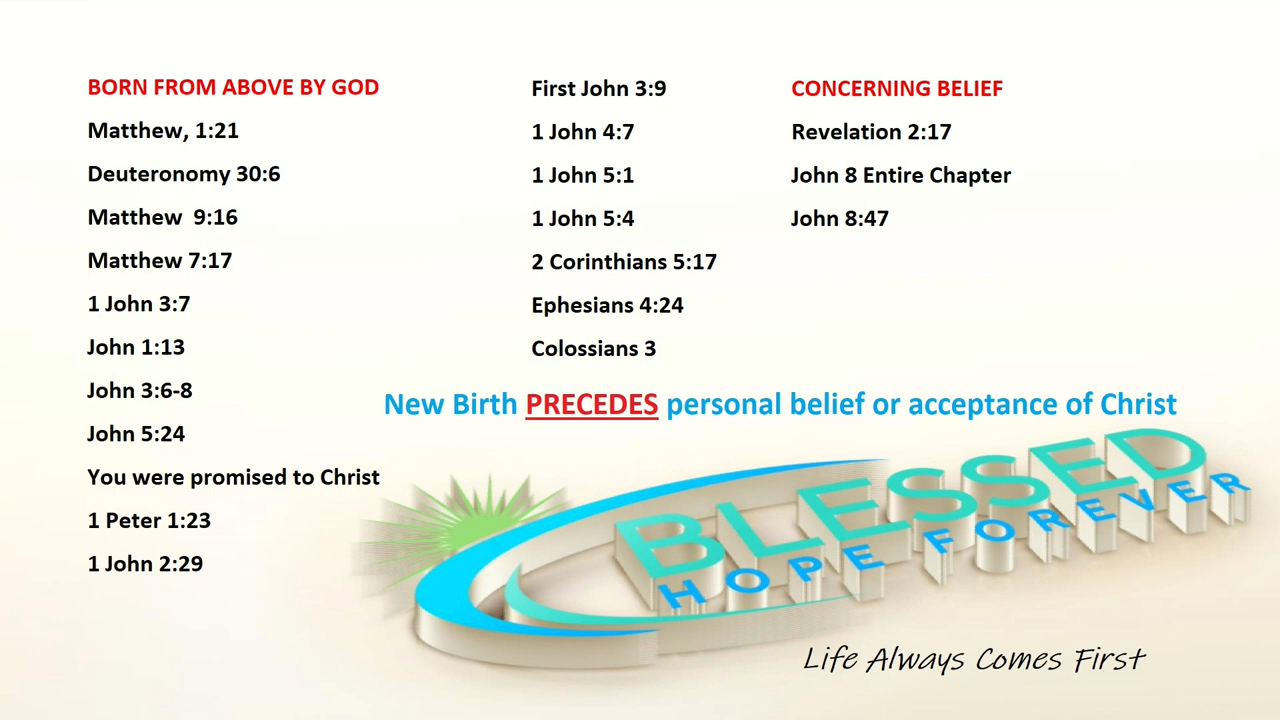 BORN FROM ABOVE BY GOD
Matthew, 1:21
Deuteronomy 30:6
Matthew  9:16
Matthew 7:17
1 John 3:7
John 1:13
John 3:6-8
John 5:24
You were promised to Christ
1 Peter 1:23
1 John 2:29
First John 3:9
1 John 4:7
1 John 5:1
1 John 5:4
2 Corinthians 5:17
Ephesians 4:24
Colossians 3
CONCERNING BELIEF
Revelation 2:17
John 8 Entire Chapter
John 8:47
New Birth PRECEDES personal belief or acceptance of Christ
BLESSED
HOPE FOREVER
Life Always Comes First